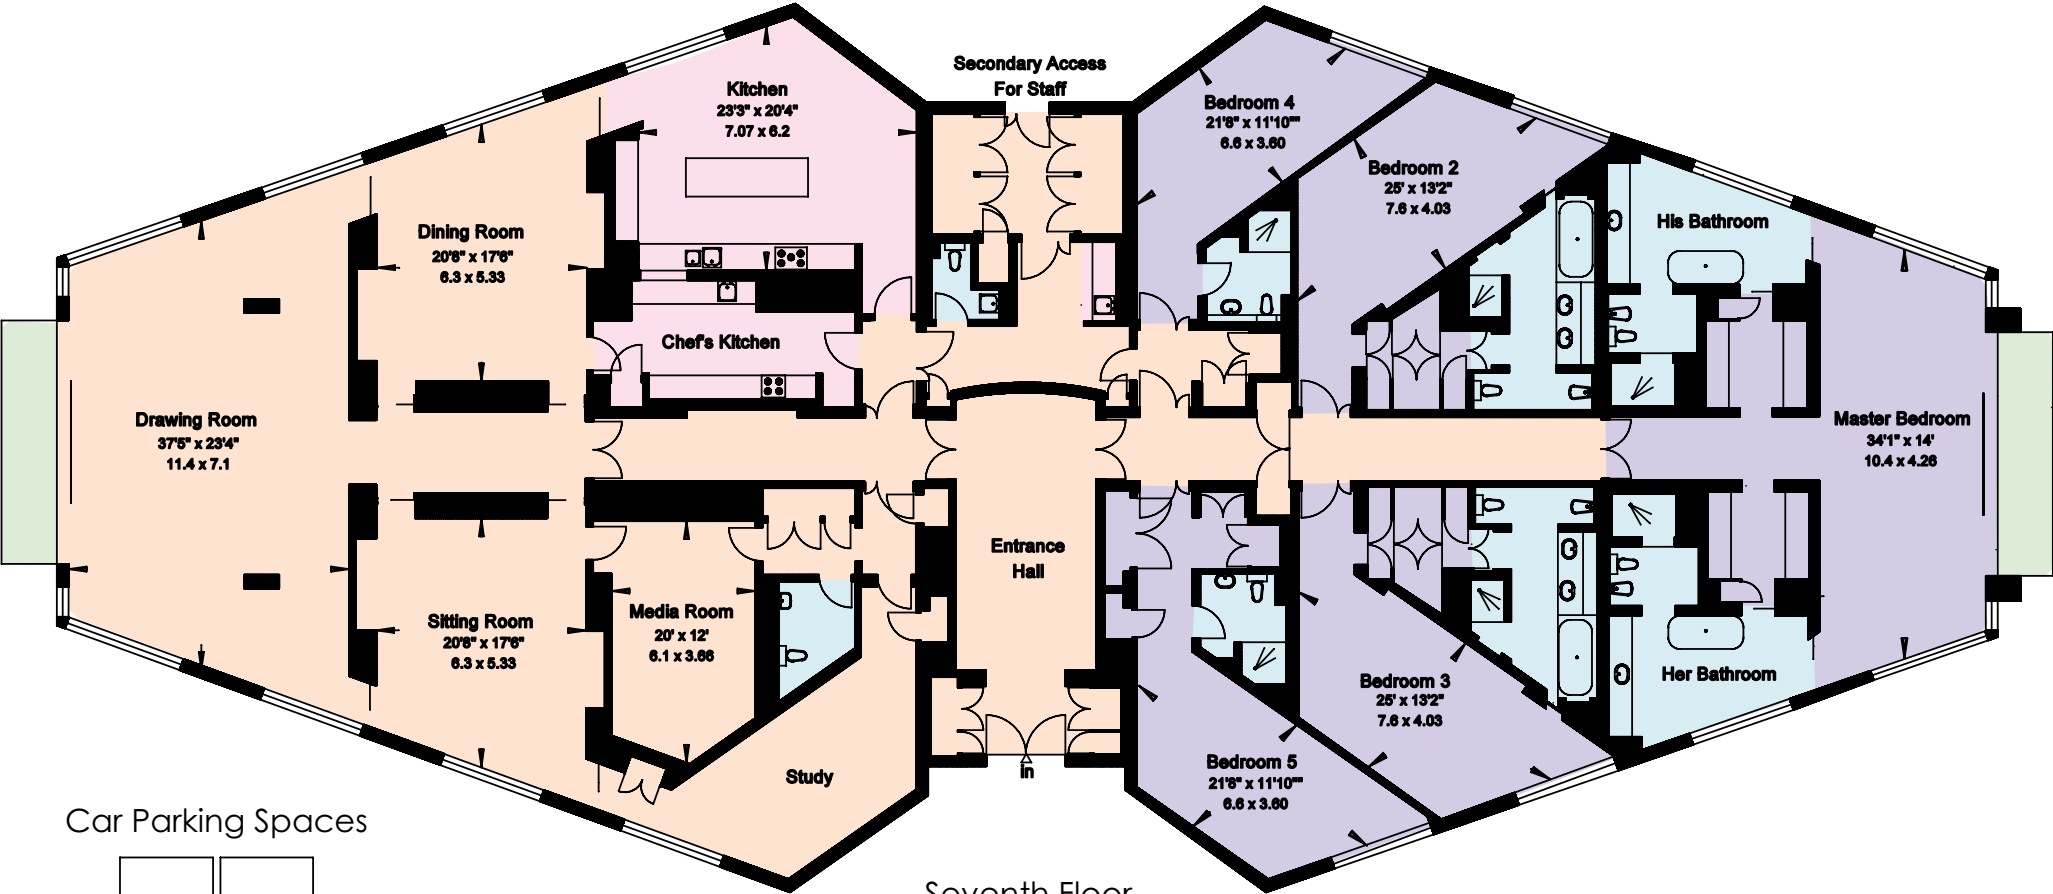 Secondary Access
For Staff
Kitchen
23'3" x 20'4"
7.07 x 6.2
Bedroom 4
21'8" x 11'10""
6.6 x 3.60
Bedroom 2
25' x 13'2"
7.6 x 4.03
His Bathroom
Dining Room
20'8" x 17'6"
6.3 x 5.33
Chef's Kitchen
Drawing Room
37'5" x 23'4"
11.4 x 7.1
Master Bedroom
34'1" x 14'
10.4 x 4.26
Entrance
Hall
Sitting Room
20'8" x 17'6"
6.3 x 5.33
Media Room
20' x 12'
6.1 x 3.66
Her Bathroom
Bedroom 3
25' x 13'2"
7.6 x 4.03
Study
In
Bedroom 5
21'8" x 11'10""
6.6 x 3.60
Car Parking Spaces
Seventh Floor